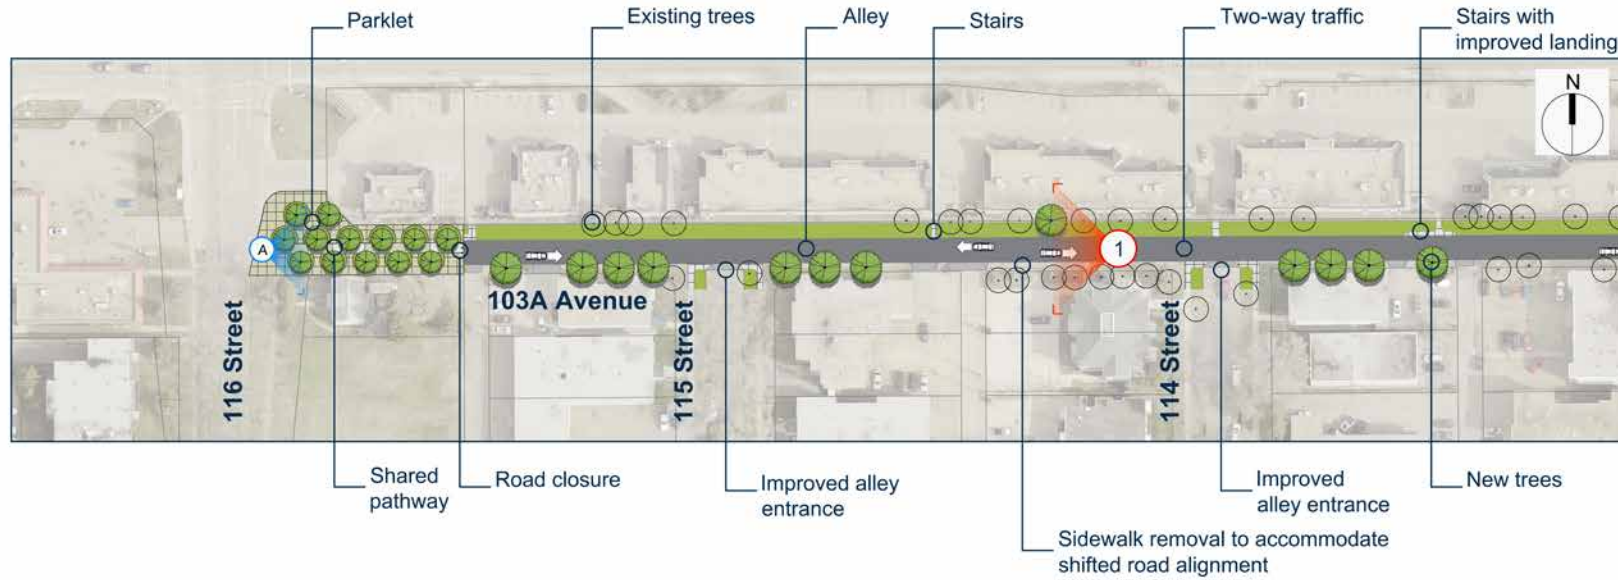 Parklet
Existing trees
Alley
Stairs
Two-way traffic
Stairs with
improved landing
N
A
1
103A Avenue
116 Street
115 Street
114 Street
Shared
pathway
Road closure
Improved alley
entrance
Sidewalk removal to accommodate
shifted road alignment
Improved
alley entrance
New trees